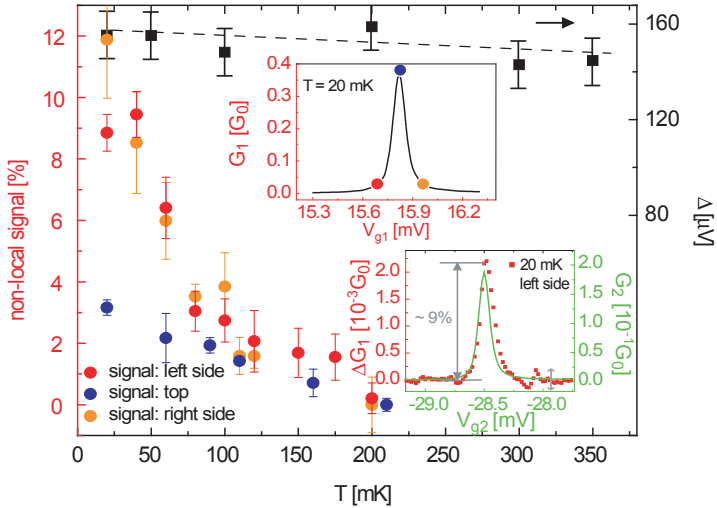 12
10
8
6
4
2
0
non-local signal [%]
160
120
80
Δ
[μV]
T = 20 mK
0.4
0.3
0.2
0.1
0.0
G1 [G0]
15.3
15.6
15.9
16.2
Vg1 [mV]
20 mK
left side
~ 9%
2.0
1.5
1.0
0.5
0.0
ΔG1 [10-3G0]
2.0
1.5
1.0
0.5
0.0
G2 [10-1G0]
-29.0
-28.5
-28.0
Vg2 [mV]
signal: left side
signal: top
signal: right side
0
50
100
150
200
250
300
350
T [mK]